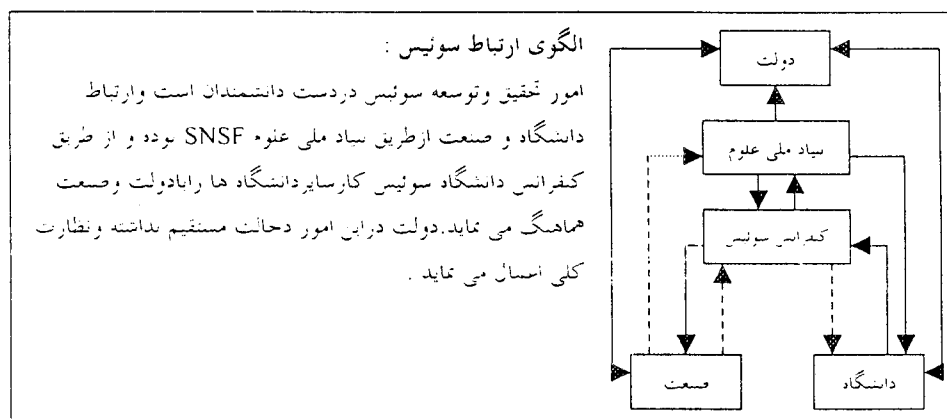 الگوی ارتباط سوئیس :
امور تحقیق وتوسعه سوئیس دردست دانشمندان است وارتباط
دانشگاه و صنعت ازطریق بنیاد ملی علوم SNSF بوده و از طریق
کنفرانس دانشگاه سوئیس کارسایردانشگاه ها رابادولت وصنعت
هماهنگ می نماید.دولت دراین امور دخالت مستقیم نداشته ونظارت
کلی اعمال می نماید .
دولت
بنیاد ملی علوم
کنفرانس سوئیس
صنعت
دانشگاه